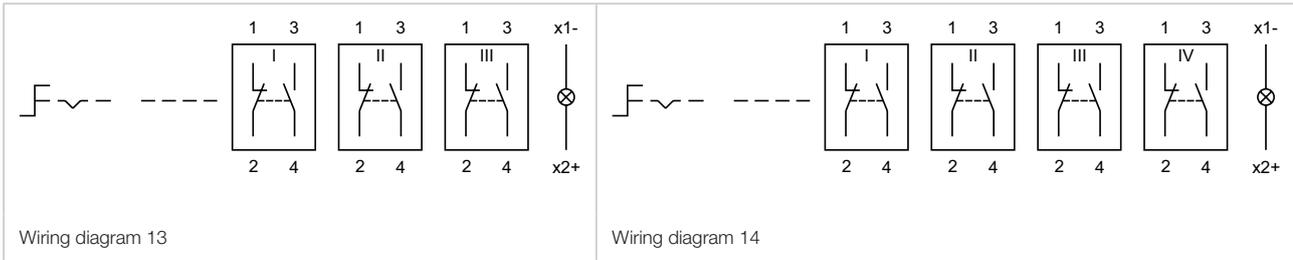 1 3 1 3 1 3 x1-
I II III
2 4 2 4 2 4 x2+
Wiring diagram 13
1 3 1 3 1 3 1 3 x1-
I II III IV
2 4 2 4 2 4 2 4 x2+
Wiring diagram 14